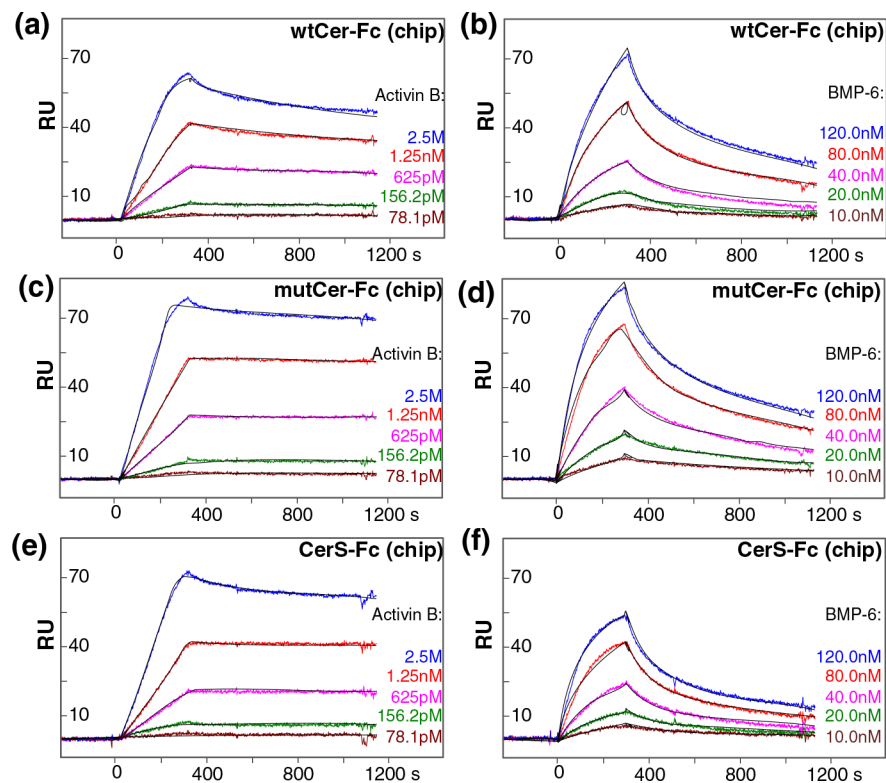 (a)
wtCer-Fc (chip)
RU
70
40
10
Activin B:
2.5M
1.25nM
625pM
156.2pM
78.1pM
0 400 800 1200 s
(b)
wtCer-Fc (chip)
RU
70
40
10
BMP-6:
120.0nM
80.0nM
40.0nM
20.0nM
10.0nM
0 400 800 1200 s
(c)
mutCer-Fc (chip)
RU
70
40
10
Activin B:
2.5M
1.25nM
625pM
156.2pM
78.1pM
0 400 800 1200 s
(d)
mutCer-Fc (chip)
RU
70
40
10
BMP-6:
120.0nM
80.0nM
40.0nM
20.0nM
10.0nM
0 400 800 1200 s
(e)
CerS-Fc (chip)
RU
70
40
10
Activin B:
2.5M
1.25nM
625pM
156.2pM
78.1pM
0 400 800 1200 s
(f)
CerS-Fc (chip)
RU
70
40
10
BMP-6:
120.0nM
80.0nM
40.0nM
20.0nM
10.0nM
0 400 800 1200 s